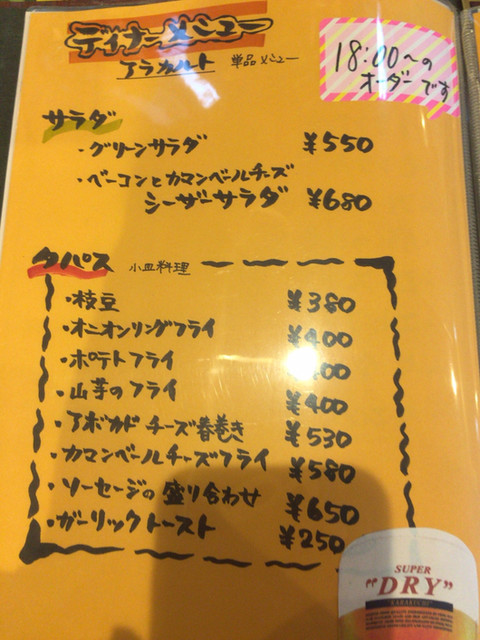 ディナーメニュー
アラカルト 単品メニュー
18:00〜の
オーダーです
サラダ
・グリーンサラダ ¥550
・ベーコンとカマンベールチーズ
シーザーサラダ ¥680
タパス 小皿料理
・枝豆 ¥380
・オニオンリングフライ ¥400
・ポテトフライ 00
・山芋のフライ ¥400
・アボカドチーズ春巻き ¥530
・カマンベールチーズフライ ¥580
・ソーセージの盛り合わせ ¥650
・ガーリックトースト ¥250
SUPER
"DRY"